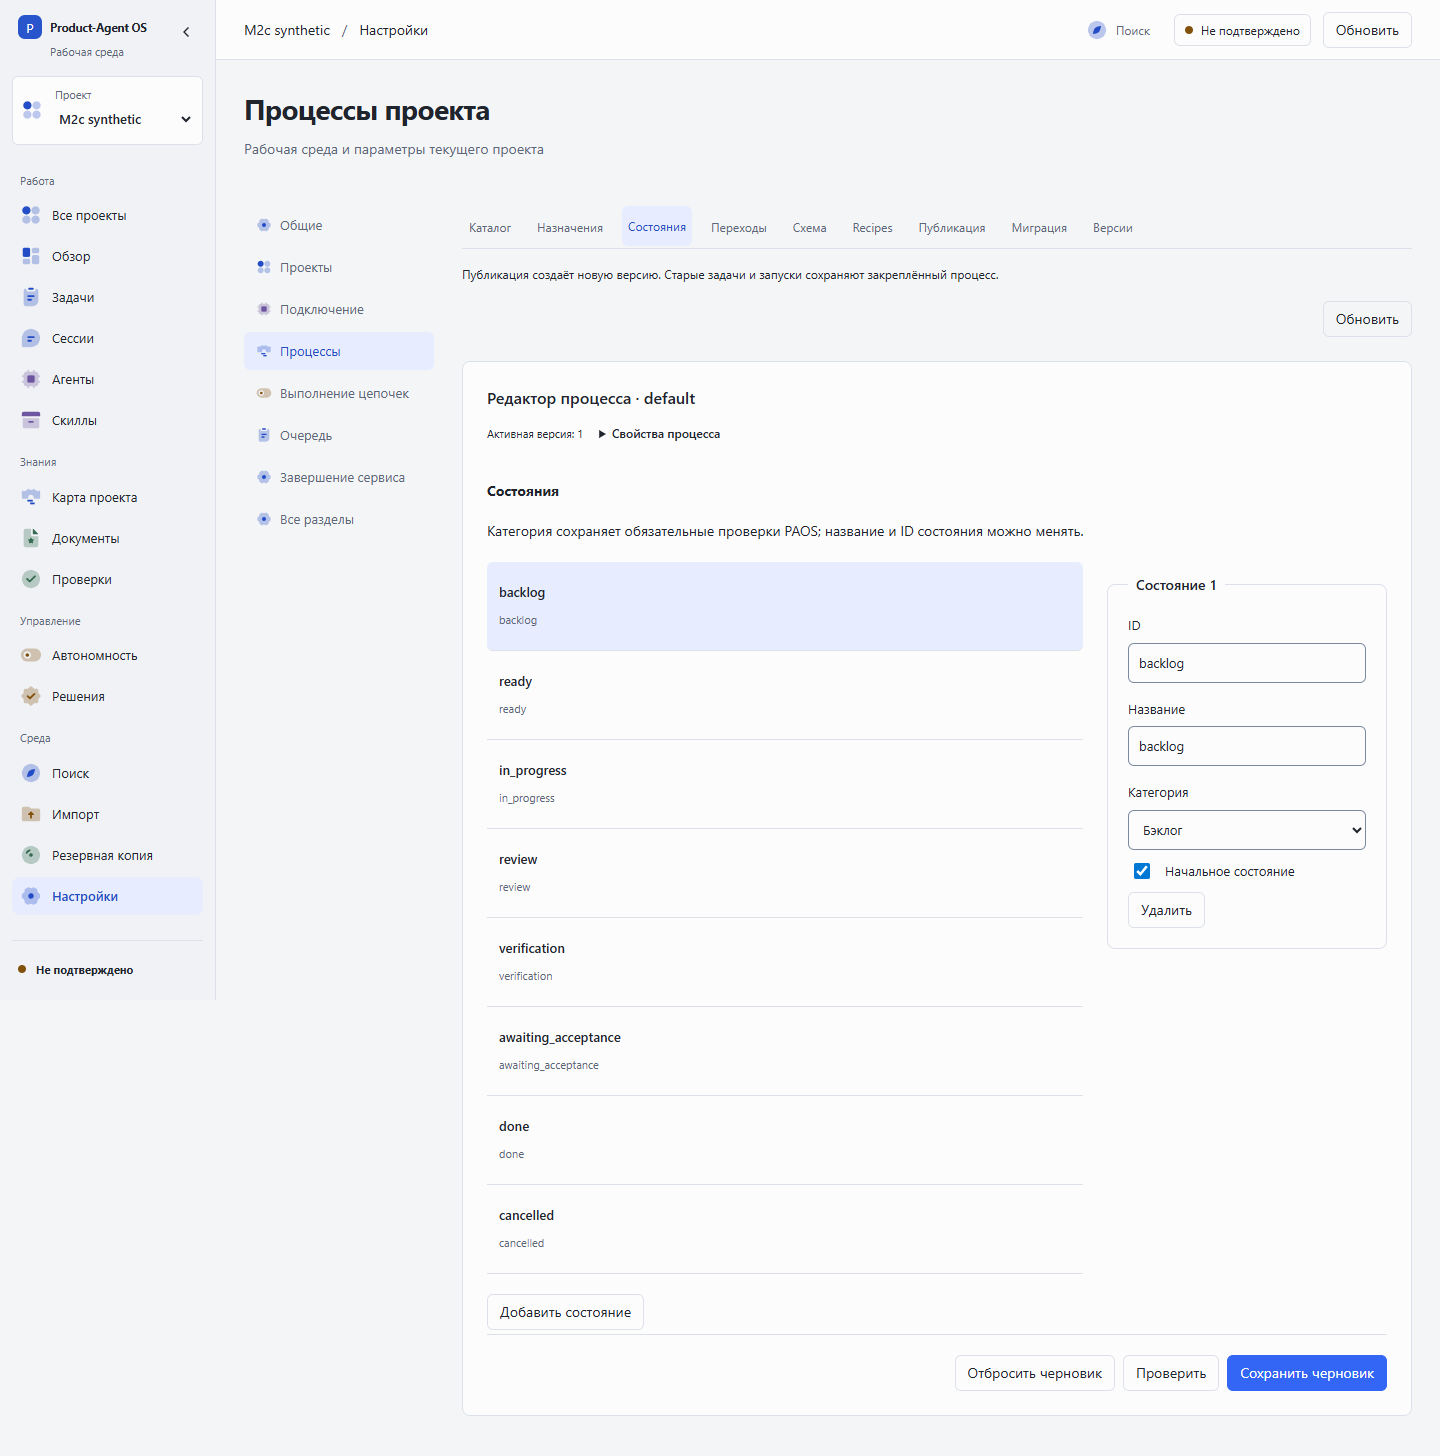 P
Product-Agent OS
Рабочая среда
Проект
M2c synthetic
Работа
Все проекты
Обзор
Задачи
Сессии
Агенты
Скиллы
Знания
Карта проекта
Документы
Проверки
Управление
Автономность
Решения
Среда
Поиск
Импорт
Резервная копия
Настройки
Не подтверждено
M2c synthetic / Настройки
Поиск
Не подтверждено
Обновить
Процессы проекта
Рабочая среда и параметры текущего проекта
Общие
Проекты
Подключение
Процессы
Выполнение цепочек
Очередь
Завершение сервиса
Все разделы
Каталог Назначения Состояния Переходы Схема Recipes Публикация Миграция Версии
Публикация создаёт новую версию. Старые задачи и запуски сохраняют закреплённый процесс.
Обновить
Редактор процесса · default
Активная версия: 1 ▶ Свойства процесса
Состояния
Категория сохраняет обязательные проверки PAOS; название и ID состояния можно менять.
backlog
backlog
ready
ready
in_progress
in_progress
review
review
verification
verification
awaiting_acceptance
awaiting_acceptance
done
done
cancelled
cancelled
Добавить состояние
Состояние 1
ID
backlog
Название
backlog
Категория
Бэклог
Начальное состояние
Удалить
Отбросить черновик Проверить Сохранить черновик